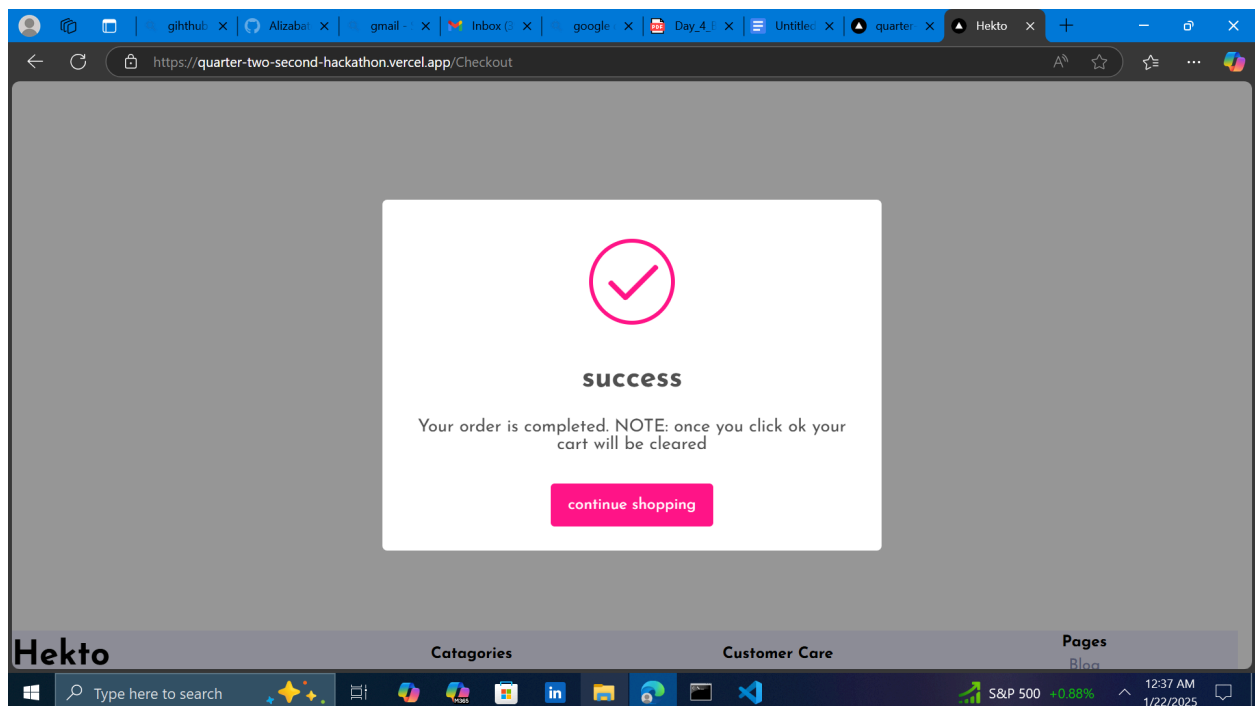 gihthub
Alizabat
gmail -
Inbox (3
google
Day_4_
Untitled
quarter-
Hekto
https://quarter-two-second-hackathon.vercel.app/Checkout
success
Your order is completed. NOTE: once you click ok your
cart will be cleared
continue shopping
Hekto
Catagories
Customer Care
Pages
Blog
Type here to search
S&P 500 +0.88%
12:37 AM
1/22/2025